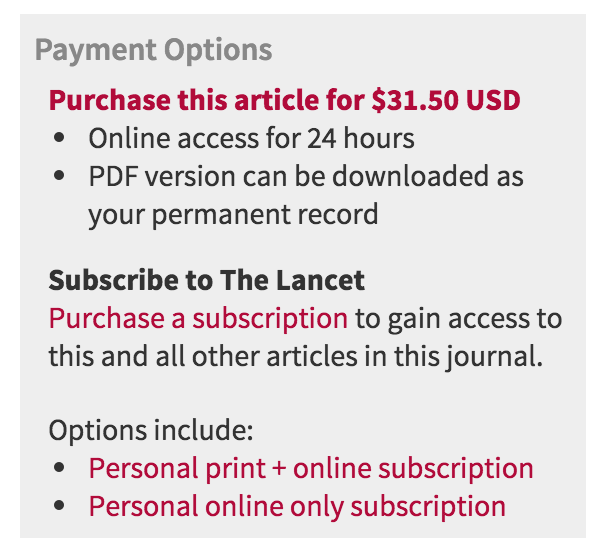 Payment Options
Purchase this article for $31.50 USD
• Online access for 24 hours
• PDF version can be downloaded as
your permanent record
Subscribe to The Lancet
Purchase a subscription to gain access to
this and all other articles in this journal.
Options include:
• Personal print + online subscription
• Personal online only subscription